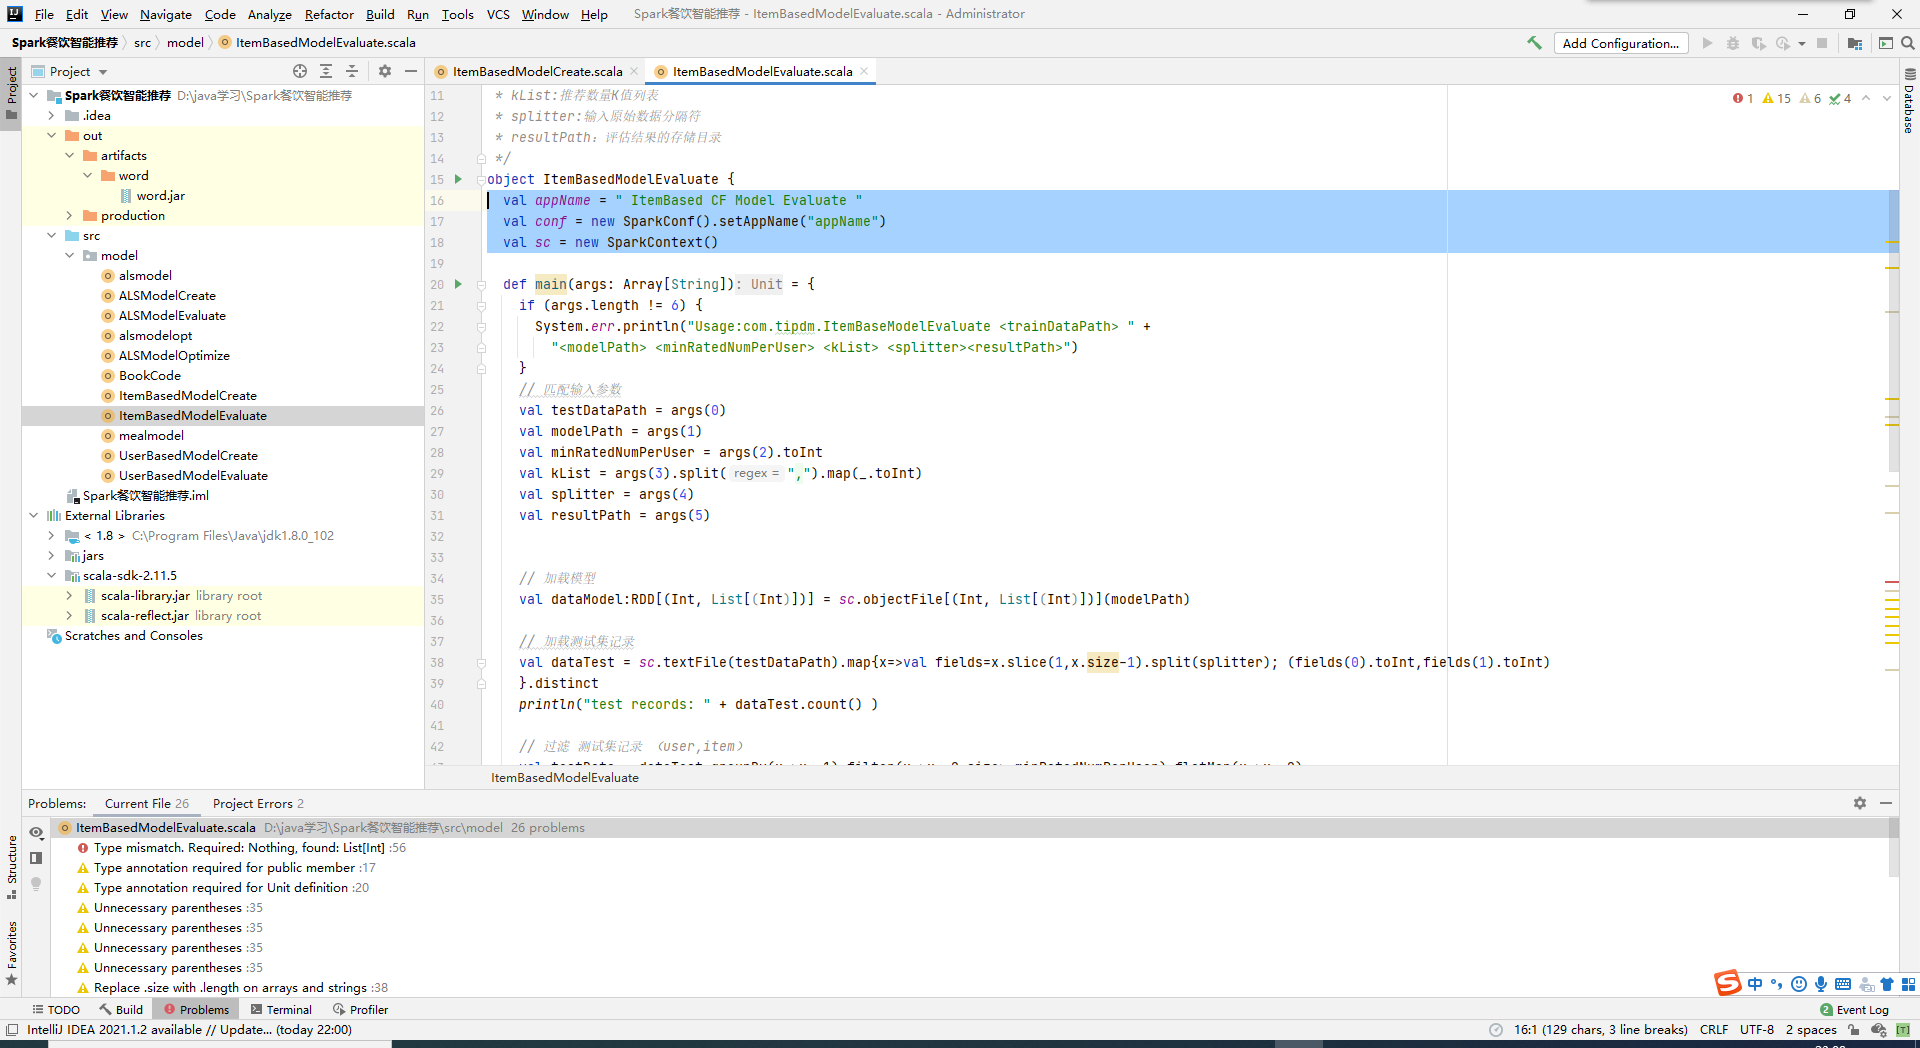 File Edit View Navigate Code Analyze Refactor Build Run Tools VCS Window Help Spark餐饮智能推荐 - ItemBasedModelEvaluate.scala - Administrator
Spark餐饮智能推荐 src model ItemBasedModelEvaluate.scala Add Configuration...
Project
ItemBasedModelCreate.scala ItemBasedModelEvaluate.scala
Project
Spark餐饮智能推荐 D:\java学习\Spark餐饮智能推荐
.idea
out
artifacts
word
word.jar
production
src
model
alsmodel
ALSModelCreate
ALSModelEvaluate
alsmodelopt
ALSModelOptimize
BookCode
ItemBasedModelCreate
ItemBasedModelEvaluate
mealmodel
UserBasedModelCreate
UserBasedModelEvaluate
Spark餐饮智能推荐.iml
External Libraries
< 1.8 > C:\Program Files\Java\jdk1.8.0_102
jars
scala-sdk-2.11.5
scala-library.jar library root
scala-reflect.jar library root
Scratches and Consoles
1 15 6 4
Database
11 * kList:推荐数量K值列表
12 * splitter:输入原始数据分隔符
13 * resultPath：评估结果的存储目录
14 */
15 object ItemBasedModelEvaluate {
16 val appName = " ItemBased CF Model Evaluate "
17 val conf = new SparkConf().setAppName("appName")
18 val sc = new SparkContext()
19
20 def main(args: Array[String]): Unit = {
21 if (args.length != 6) {
22 System.err.println("Usage:com.tipdm.ItemBaseModelEvaluate <trainDataPath> " +
23 "<modelPath> <minRatedNumPerUser> <kList> <splitter><resultPath>")
24 }
25 // 匹配输入参数
26 val testDataPath = args(0)
27 val modelPath = args(1)
28 val minRatedNumPerUser = args(2).toInt
29 val kList = args(3).split( regex = ",").map(_.toInt)
30 val splitter = args(4)
31 val resultPath = args(5)
32
33
34 // 加载模型
35 val dataModel:RDD[(Int, List[(Int)])] = sc.objectFile[(Int, List[(Int)])](modelPath)
36
37 // 加载测试集记录
38 val dataTest = sc.textFile(testDataPath).map{x=>val fields=x.slice(1,x.size-1).split(splitter); (fields(0).toInt,fields(1).toInt)
39 }.distinct
40 println("test records: " + dataTest.count() )
41
42 // 过滤 测试集记录 （user,item）
ItemBasedModelEvaluate
Problems: Current File 26 Project Errors 2
ItemBasedModelEvaluate.scala D:\java学习\Spark餐饮智能推荐\src\model 26 problems
Type mismatch. Required: Nothing, found: List[Int] :56
Type annotation required for public member :17
Type annotation required for Unit definition :20
Unnecessary parentheses :35
Unnecessary parentheses :35
Unnecessary parentheses :35
Unnecessary parentheses :35
Replace .size with .length on arrays and strings :38
Structure
Favorites
中
TODO Build Problems Terminal Profiler 2 Event Log
IntelliJ IDEA 2021.1.2 available // Update... (today 22:00) 16:1 (129 chars, 3 line breaks) CRLF UTF-8 2 spaces